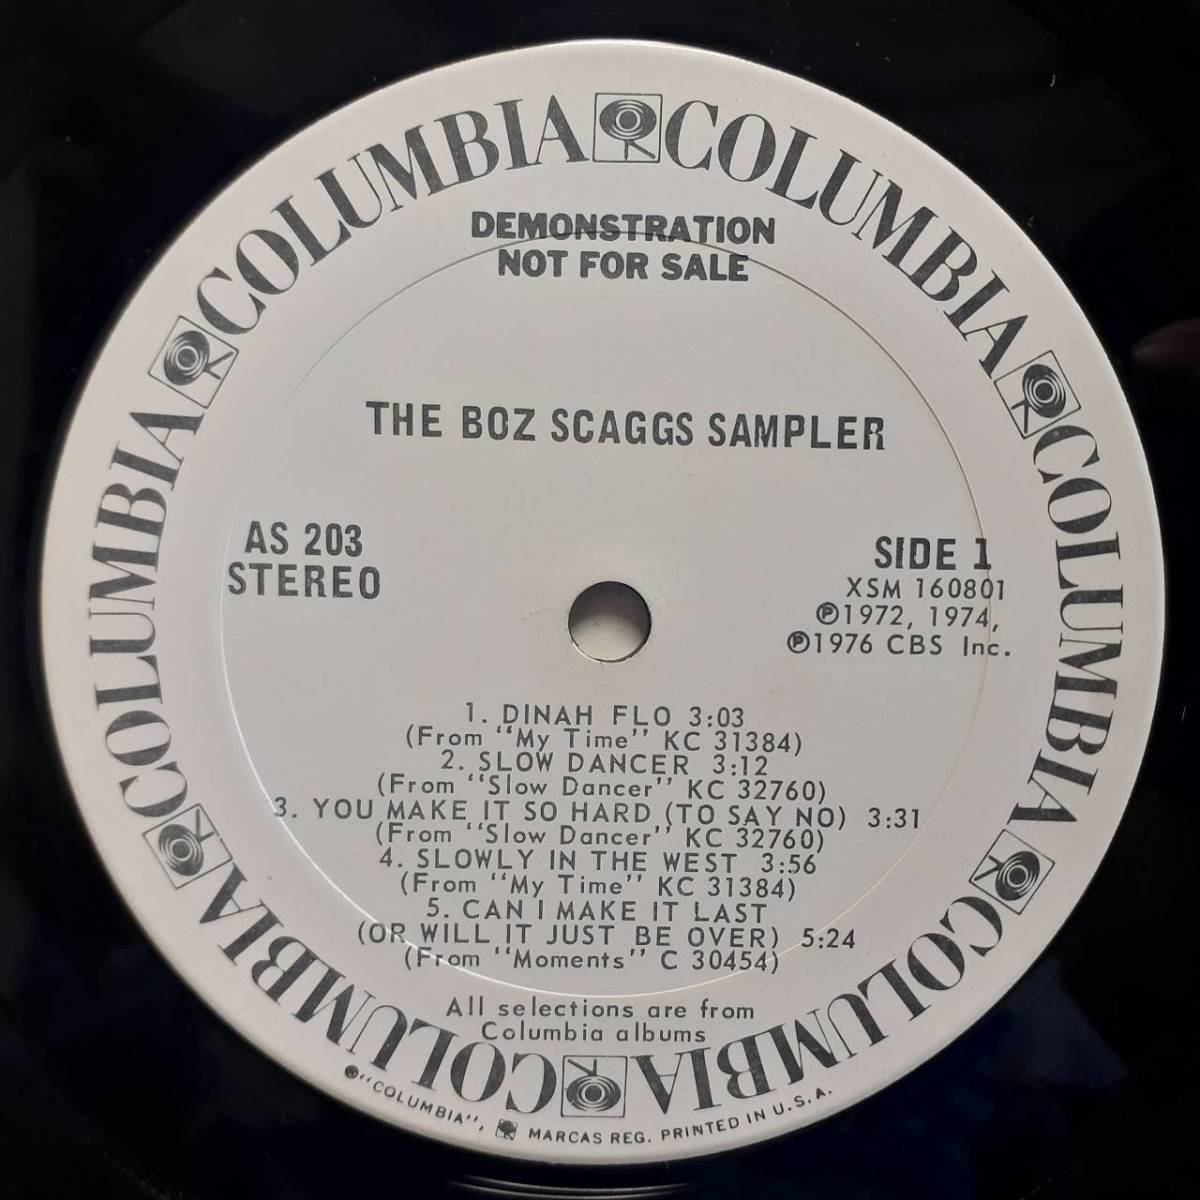 COLUMBIA COLUMBIA COLUMBIA COLUMBIA COLUMBIA COLUMBIA
DEMONSTRATION
NOT FOR SALE
THE BOZ SCAGGS SAMPLER
AS 203
STEREO
SIDE 1
XSM 160801
℗1972, 1974,
℗1976 CBS Inc.
1. DINAH FLO 3:03
(From "My Time" KC 31384)
2. SLOW DANCER 3:12
(From "Slow Dancer" KC 32760)
3. YOU MAKE IT SO HARD (TO SAY NO) 3:31
(From "Slow Dancer" KC 32760)
4. SLOWLY IN THE WEST 3:56
(From "My Time" KC 31384)
5. CAN I MAKE IT LAST
(OR WILL IT JUST BE OVER) 5:24
(From "Moments" C 30454)
All selections are from
Columbia albums
®"COLUMBIA", MARCAS REG. PRINTED IN U.S.A.